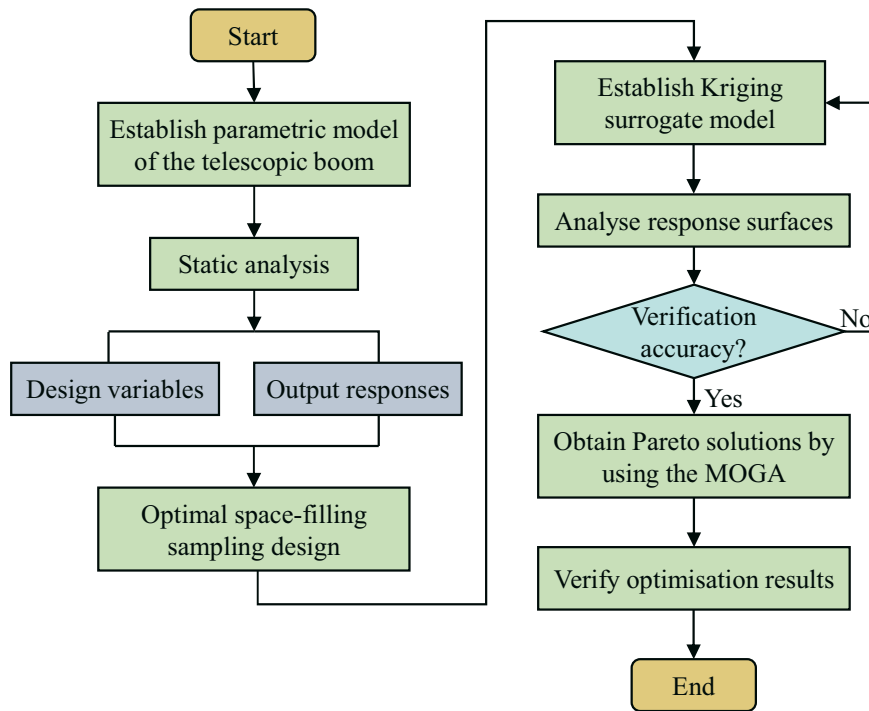 Start
Establish parametric model
of the telescopic boom
Static analysis
Design variables
Output responses
Optimal space-filling
sampling design
Establish Kriging
surrogate model
Analyse response surfaces
Verification
accuracy?
No
Yes
Obtain Pareto solutions by
using the MOGA
Verify optimisation results
End